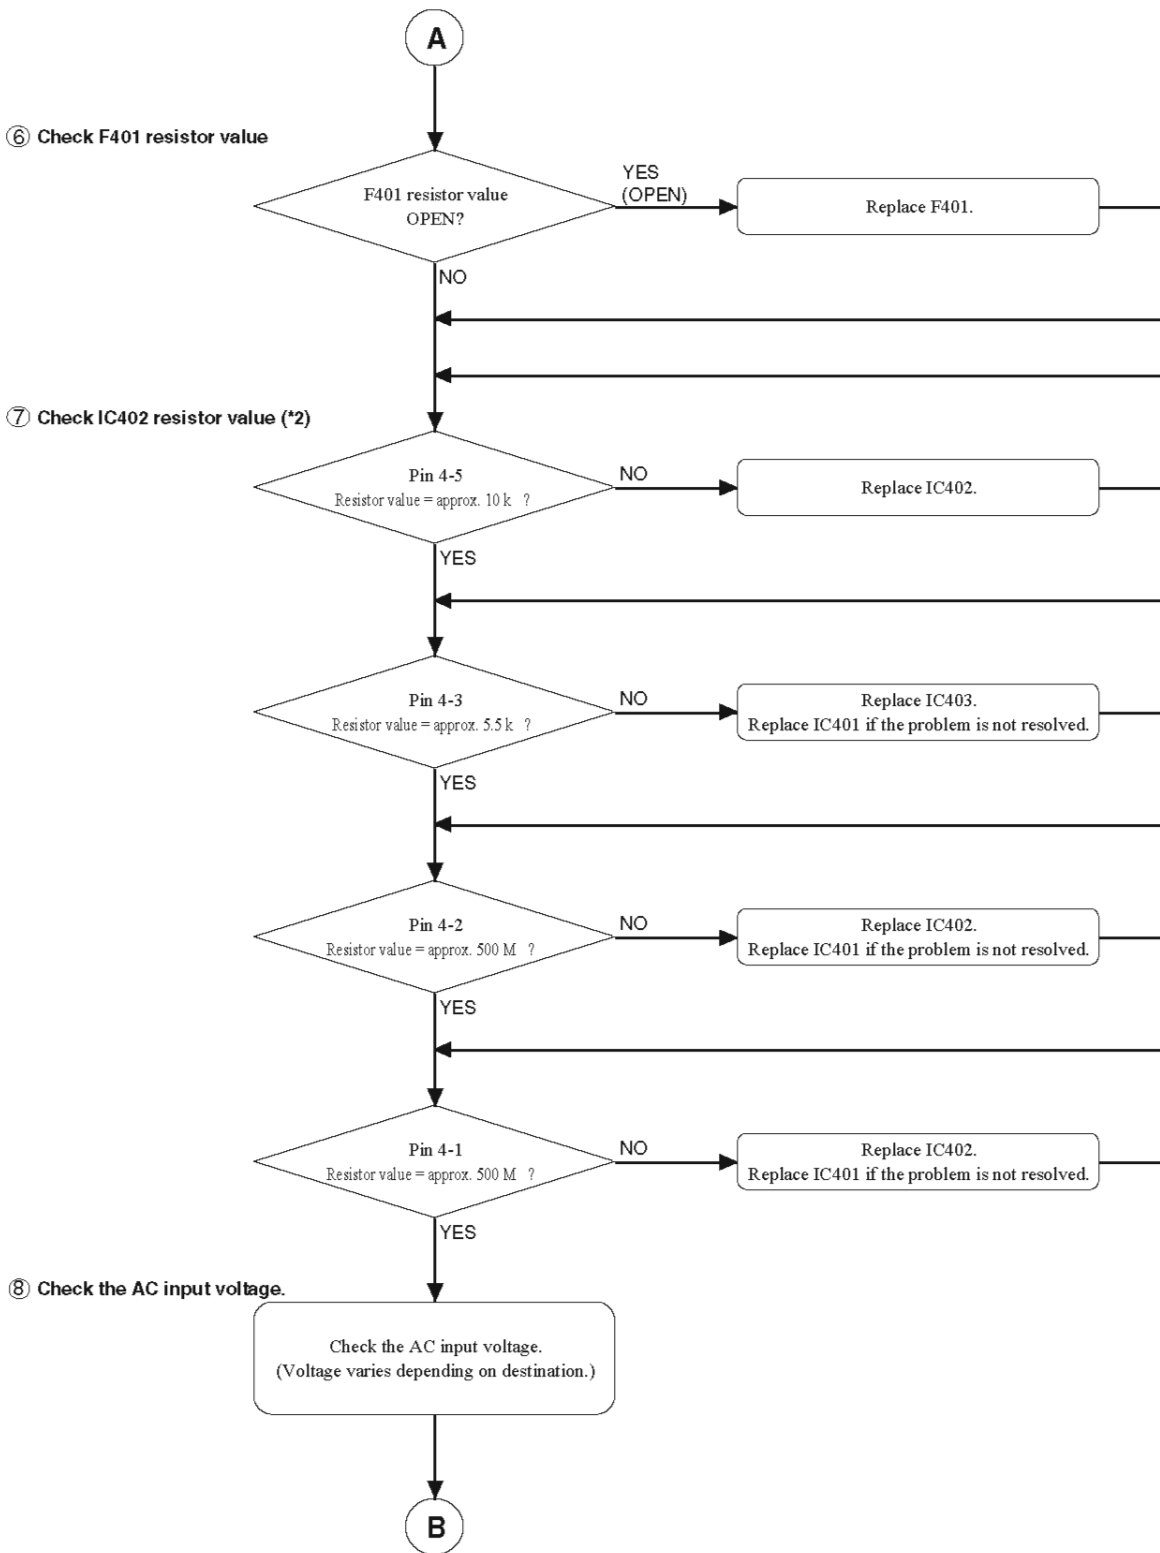 A
⑥ Check F401 resistor value
F401 resistor value
OPEN?
YES
(OPEN)
Replace F401.
NO
⑦ Check IC402 resistor value (*2)
Pin 4-5
Resistor value = approx. 10 k ?
NO
Replace IC402.
YES
Pin 4-3
Resistor value = approx. 5.5 k ?
NO
Replace IC403.
Replace IC401 if the problem is not resolved.
YES
Pin 4-2
Resistor value = approx. 500 M ?
NO
Replace IC402.
Replace IC401 if the problem is not resolved.
YES
Pin 4-1
Resistor value = approx. 500 M ?
NO
Replace IC402.
Replace IC401 if the problem is not resolved.
YES
⑧ Check the AC input voltage.
Check the AC input voltage.
(Voltage varies depending on destination.)
B